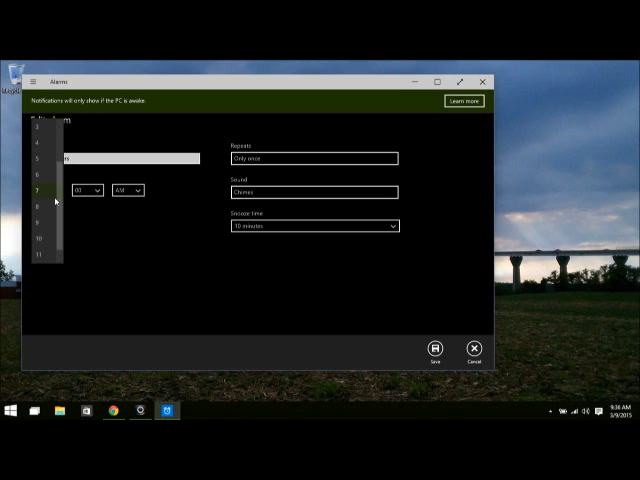 Alarms
Notifications will only show if the PC is awake.
Learn more
3
4
5
6
7
8
9
10
11
00
AM
Repeats
Only once
Sound
Chimes
Snooze time
10 minutes
Save
Cancel
9:36 AM
3/9/2015